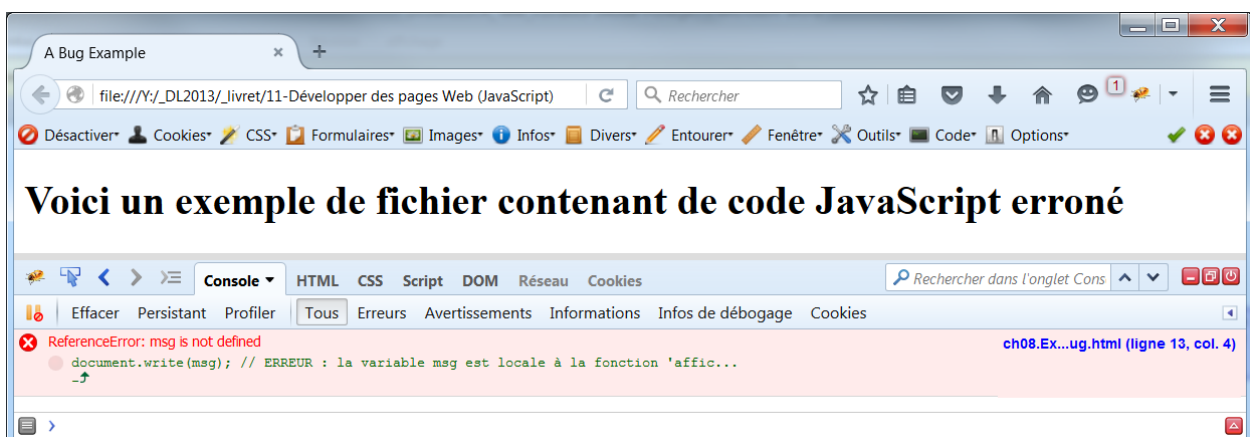 A Bug Example
file:///Y:/_DL2013/_livret/11-Développer des pages Web (JavaScript)
Rechercher
1
Désactiver Cookies CSS Formulaires Images Infos Divers Entourer Fenêtre Outils Code Options
Voici un exemple de fichier contenant de code JavaScript erroné
Console HTML CSS Script DOM Réseau Cookies
Rechercher dans l'onglet Cons
Effacer Persistant Profiler Tous Erreurs Avertissements Informations Infos de débogage Cookies
ReferenceError: msg is not defined
ch08.Ex...ug.html (ligne 13, col. 4)
document.write(msg); // ERREUR : la variable msg est locale à la fonction 'affic...